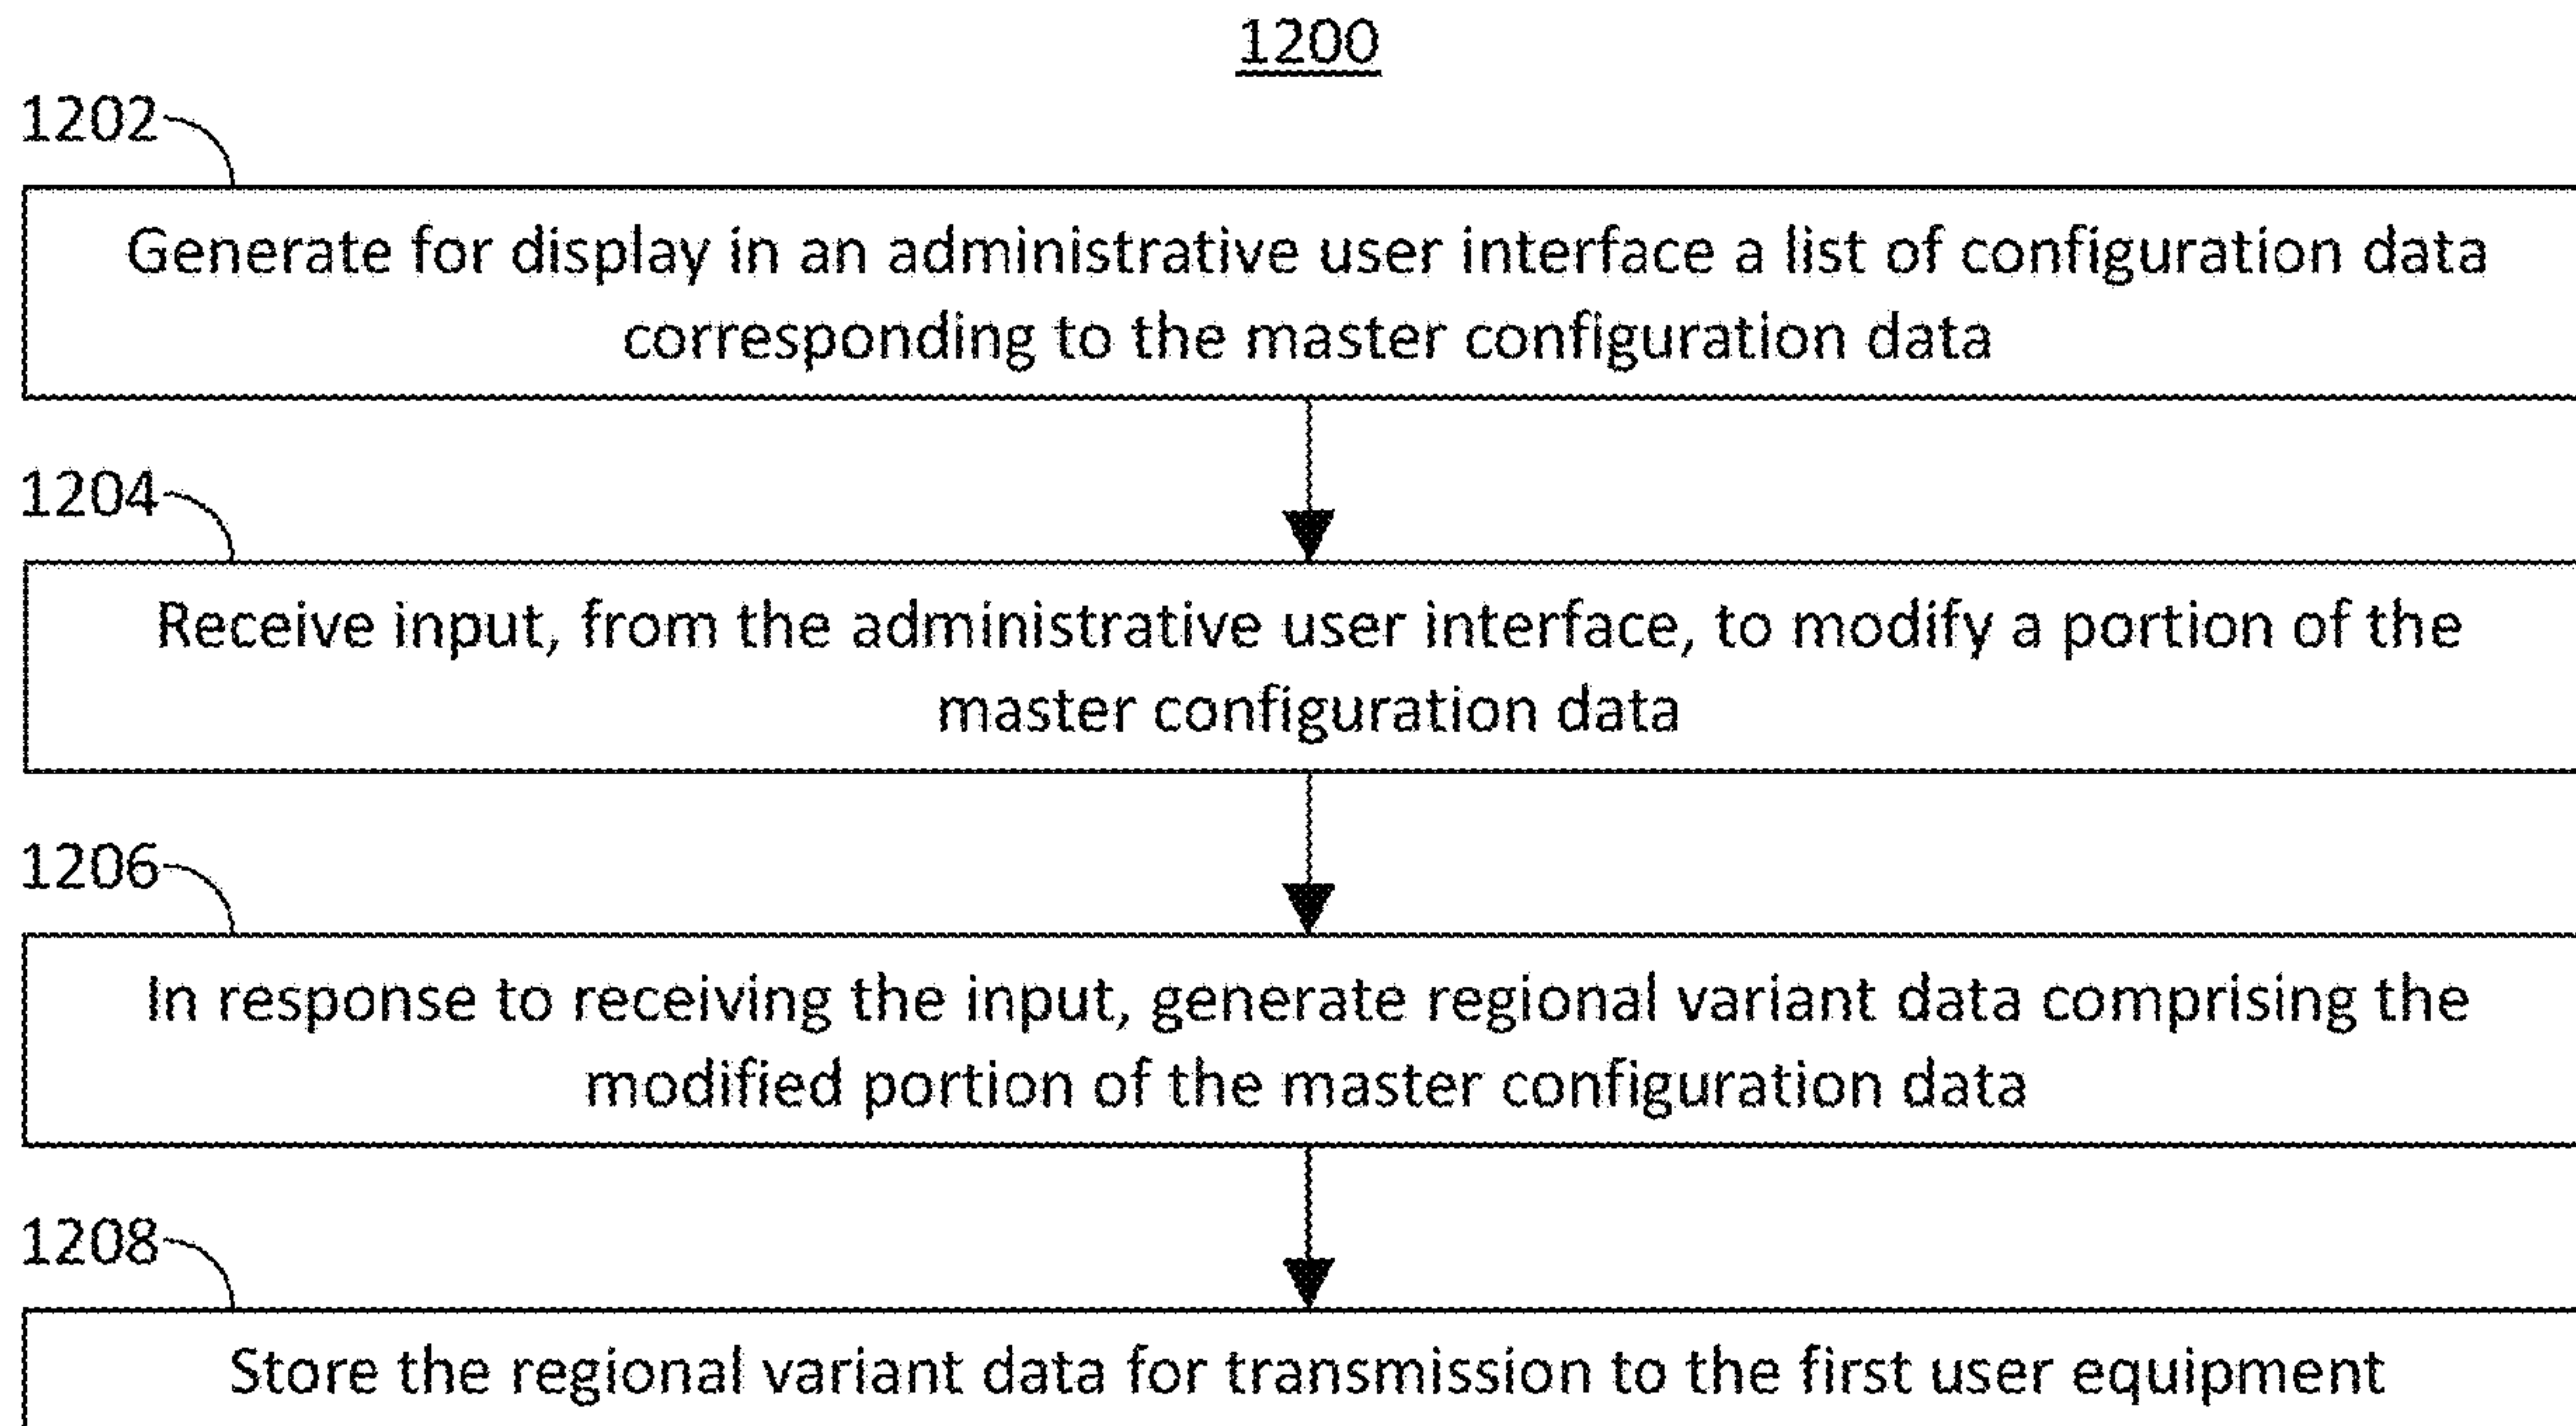 1200
1202
Generate for display in an administrative user interface a list of configuration data
corresponding to the master configuration data
1204
Receive input, from the administrative user interface, to modify a portion of the
master configuration data
1206
In response to receiving the input, generate regional variant data comprising the
modified portion of the master configuration data
1208
Store the regional variant data for transmission to the first user equipment